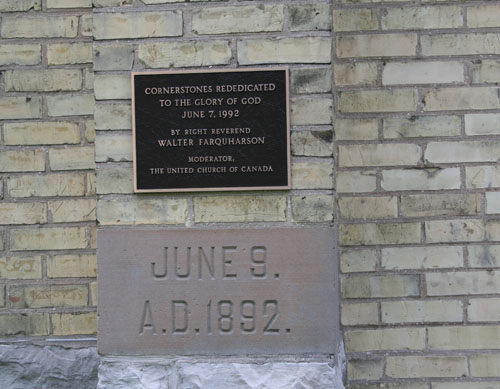 CORNERSTONES REDEDICATED
TO THE GLORY OF GOD
JUNE 7, 1992
BY RIGHT REVEREND
WALTER FARQUHARSON
MODERATOR,
THE UNITED CHURCH OF CANADA
JUNE 9.
A.D. 1892.